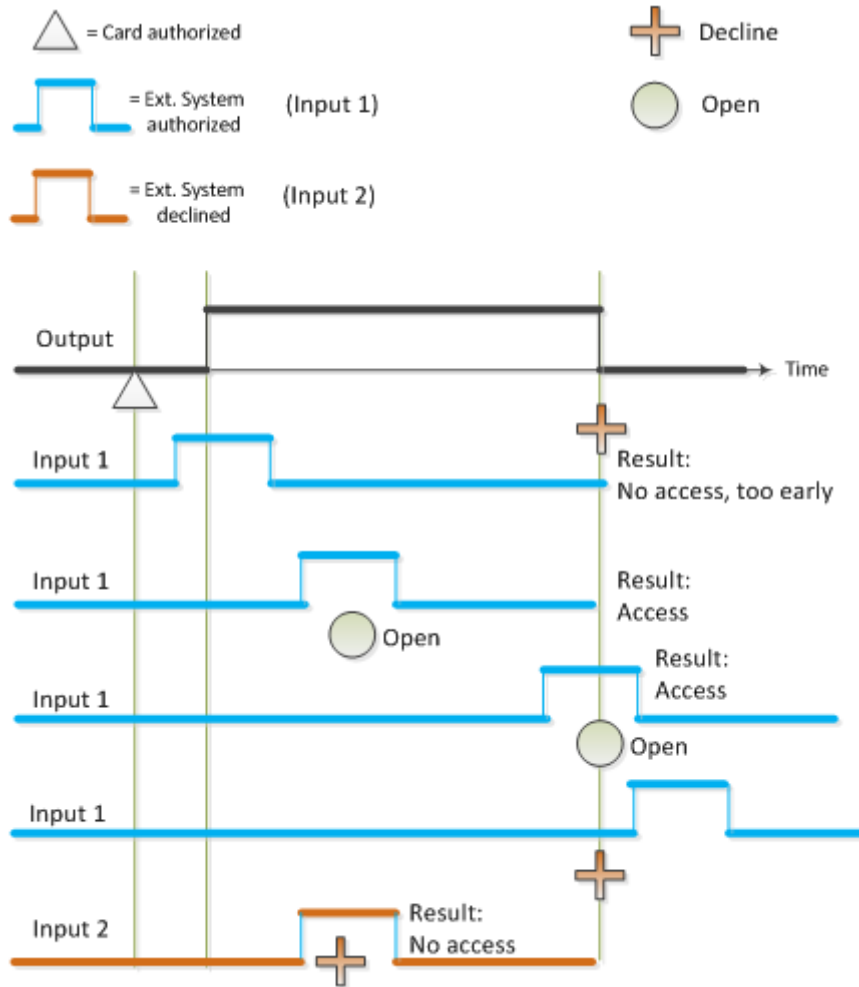 = Card authorized
Decline
= Ext. System
authorized
(Input 1)
Open
= Ext. System
declined
(Input 2)
Output
Time
Input 1
Result:
No access, too early
Input 1
Result:
Access
Open
Result:
Access
Input 1
Open
Input 1
Input 2
Result:
No access